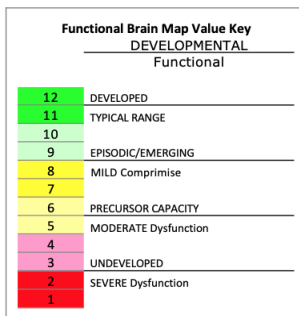 Functional Brain Map Value Key
DEVELOPMENTAL
Functional
12 DEVELOPED
11 TYPICAL RANGE
10
9 EPISODIC/EMERGING
8 MILD Comprimise
7
6 PRECURSOR CAPACITY
5 MODERATE Dysfunction
4
3 UNDEVELOPED
2 SEVERE Dysfunction
1